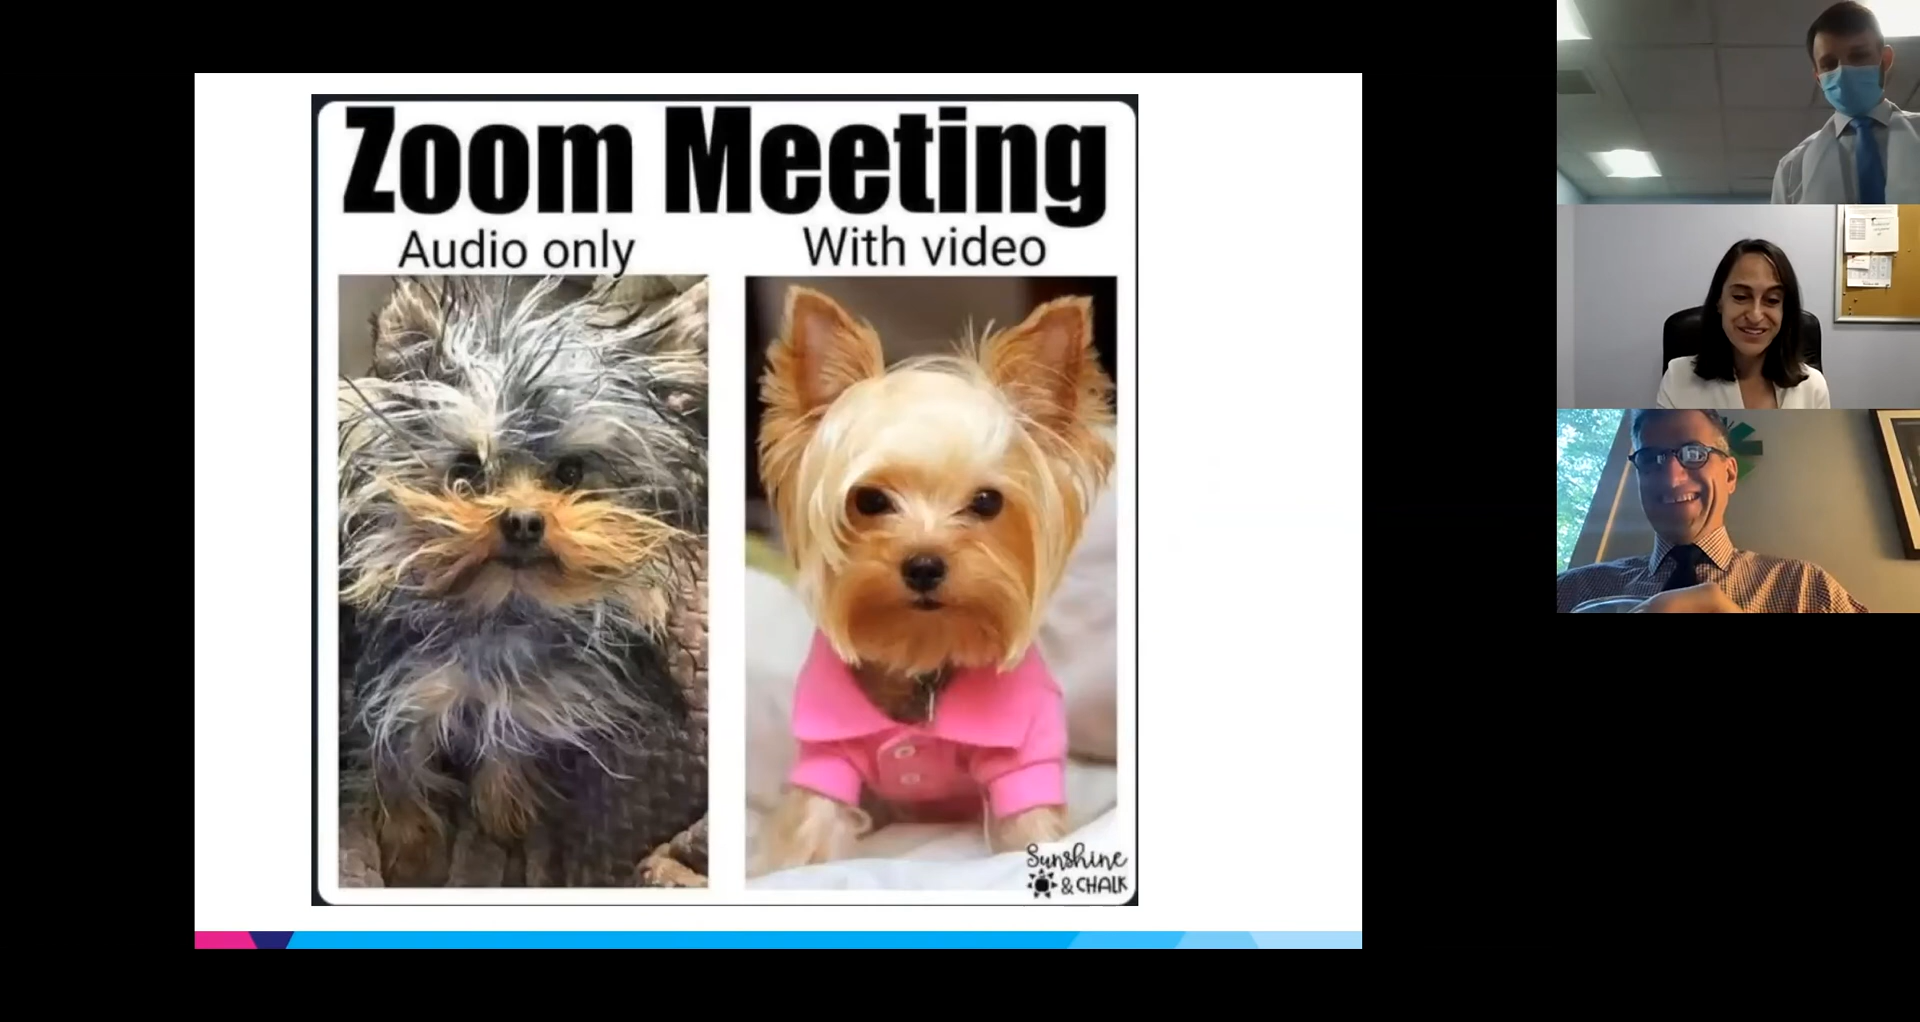 Zoom Meeting
Audio only
With video
Sunshine
& CHALK